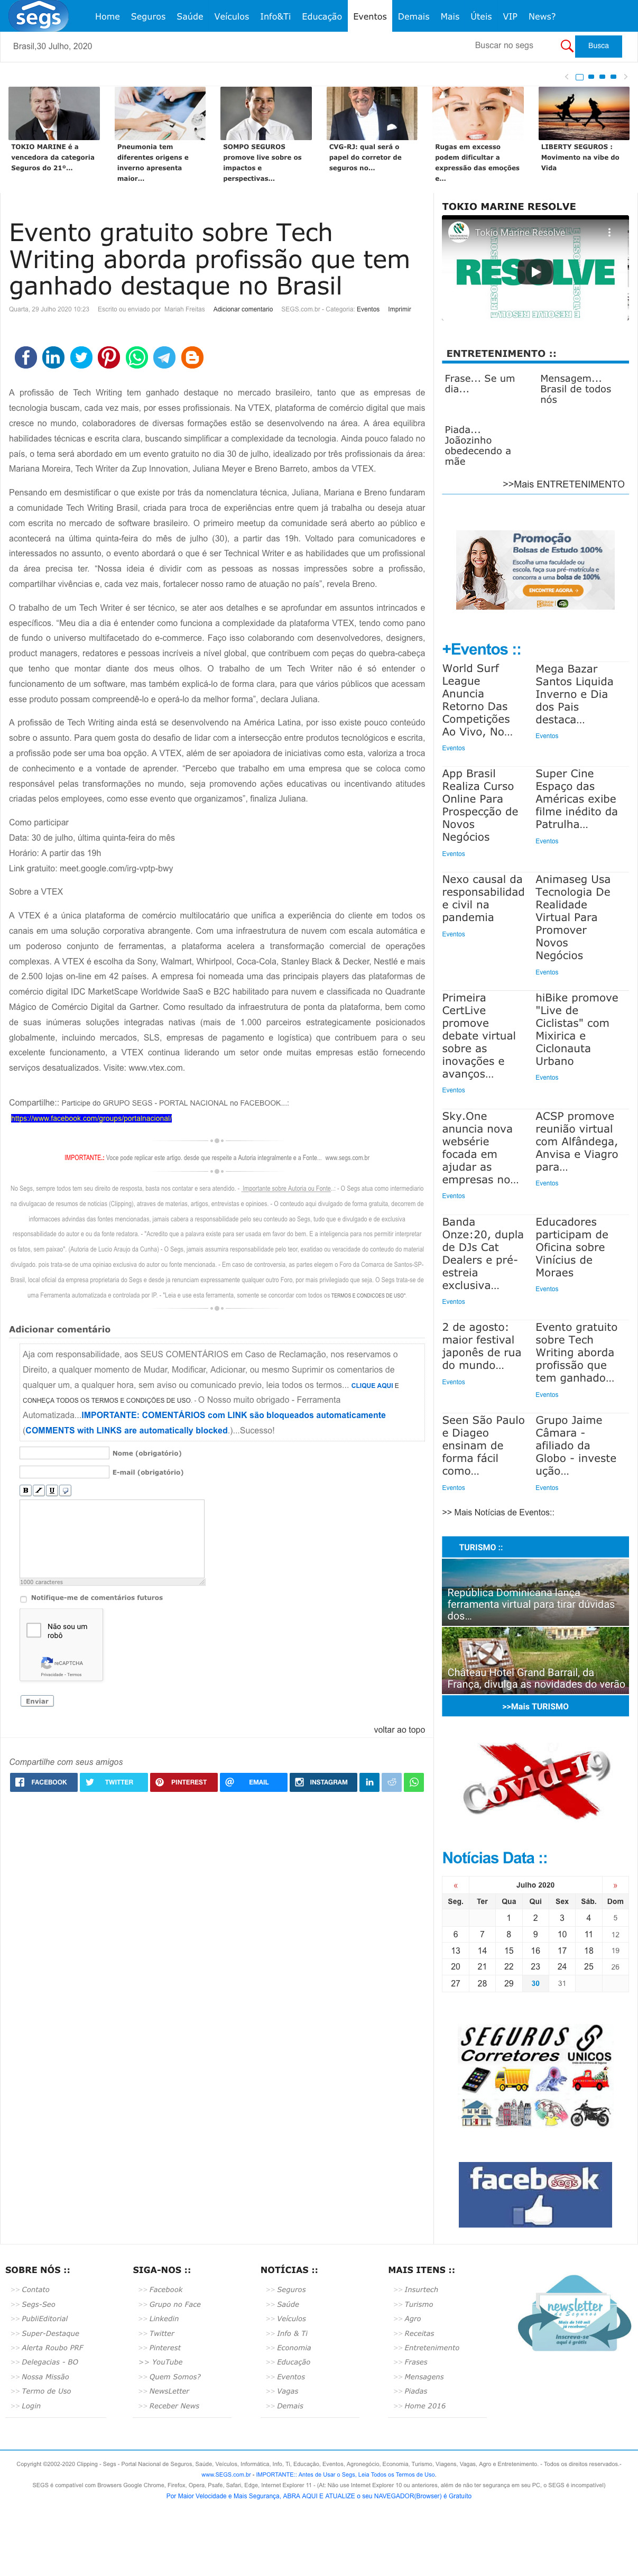 segs
Home Seguros Saúde Veículos Info&Ti Educação Eventos Demais Mais Úteis VIP News?
Brasil,30 Julho, 2020
Buscar no segs
Busca
TOKIO MARINE é a
vencedora da categoria
Seguros do 21º...
Pneumonia tem
diferentes origens e
inverno apresenta
maior...
SOMPO SEGUROS
promove live sobre os
impactos e
perspectivas...
CVG-RJ: qual será o
papel do corretor de
seguros no...
Rugas em excesso
podem dificultar a
expressão das emoções
e...
LIBERTY SEGUROS :
Movimento na vibe do
Vida
Evento gratuito sobre Tech
Writing aborda profissão que tem
ganhado destaque no Brasil
Quarta, 29 Julho 2020 10:23 Escrito ou enviado por Mariah Freitas Adicionar comentario SEGS.com.br - Categoria: Eventos Imprimir
A profissão de Tech Writing tem ganhado destaque no mercado brasileiro, tanto que as empresas de
tecnologia buscam, cada vez mais, por esses profissionais. Na VTEX, plataforma de comércio digital que mais
cresce no mundo, colaboradores de diversas formações estão se desenvolvendo na área. A área equilibra
habilidades técnicas e escrita clara, buscando simplificar a complexidade da tecnologia. Ainda pouco falado no
país, o tema será abordado em um evento gratuito no dia 30 de julho, idealizado por três profissionais da área:
Mariana Moreira, Tech Writer da Zup Innovation, Juliana Meyer e Breno Barreto, ambos da VTEX.
Pensando em desmistificar o que existe por trás da nomenclatura técnica, Juliana, Mariana e Breno criaram
a comunidade virtual Tech Writing Brasil, criada para troca de experiências entre quem já trabalha ou deseja atuar
com escrita no mercado de software brasileiro. O primeiro meetup da comunidade será aberto ao público e
acontecerá na última quinta-feira do mês de julho (30), a partir das 19h. Voltado para comunicadores e
interessados no assunto, o evento abordará o que é ser Technical Writer e as habilidades que um profissional
da área precisa ter. “Nossa ideia é dividir com as pessoas as nossas impressões sobre a profissão,
compartilhar vivências e, cada vez mais, fortalecer nosso ramo de atuação no país”, revela Breno.
O trabalho de um Tech Writer é ser técnico, se ater aos detalhes e se aprofundar em assuntos intrincados e
específicos. “Meu dia a dia é entender como funciona a complexidade da plataforma VTEX, tendo como pano
de fundo o universo multifacetado do e-commerce. Faço isso colaborando com desenvolvedores, designers,
product managers, redatores e pessoas incríveis a nível global, que contribuem com peças do quebra-cabeça
que tenho que montar diante dos meus olhos. O trabalho de um Tech Writer não é só entender o
funcionamento de um software, mas também explicá-lo de forma clara, para que vários públicos que acessam
esse produto possam compreendê-lo e operá-lo da melhor forma”, declara Juliana.
A profissão de Tech Writing ainda está se desenvolvendo na América Latina, por isso existe pouco conteúdo
sobre o assunto. Para quem gosta do desafio de lidar com a intersecção entre produtos tecnológicos e escrita,
a profissão pode ser uma boa opção. A VTEX, além de ser apoiadora de iniciativas como esta, valoriza a troca
de conhecimento e a vontade de aprender. “Percebo que trabalho em uma empresa que se coloca como
responsável pelas transformações no mundo, seja promovendo ações educativas ou incentivando atitudes
criadas pelos employees, como esse evento que organizamos”, finaliza Juliana.
Como participar
Data: 30 de julho, última quinta-feira do mês
Horário: A partir das 19h
Link gratuito: meet.google.com/irg-vptp-bwy
Sobre a VTEX
A VTEX é a única plataforma de comércio multilocatário que unifica a experiência do cliente em todos os
canais em uma solução corporativa abrangente. Com uma infraestrutura de nuvem com escala automática e
um poderoso conjunto de ferramentas, a plataforma acelera a transformação comercial de operações
complexas. A VTEX é escolha da Sony, Walmart, Whirlpool, Coca-Cola, Stanley Black & Decker, Nestlé e mais
de 2.500 lojas on-line em 42 países. A empresa foi nomeada uma das principais players das plataformas de
comércio digital IDC MarketScape Worldwide SaaS e B2C habilitado para nuvem e classificada no Quadrante
Mágico de Comércio Digital da Gartner. Como resultado da infraestrutura de ponta da plataforma, bem como
de suas inúmeras soluções integradas nativas (mais de 1.000 parceiros estrategicamente posicionados
globalmente, incluindo mercados, SLS, empresas de pagamento e logística) que contribuem para o seu
excelente funcionamento, a VTEX continua liderando um setor onde muitas empresas estão fornecendo
serviços desatualizados. Visite: www.vtex.com.
Compartilhe:: Participe do GRUPO SEGS - PORTAL NACIONAL no FACEBOOK...:
https://www.facebook.com/groups/portalnacional/
IMPORTANTE.: Voce pode replicar este artigo. desde que respeite a Autoria integralmente e a Fonte... www.segs.com.br
No Segs, sempre todos tem seu direito de resposta, basta nos contatar e sera atendido. - Importante sobre Autoria ou Fonte..: - O Segs atua como intermediario
na divulgacao de resumos de noticias (Clipping), atraves de materias, artigos, entrevistas e opinioes. - O conteudo aqui divulgado de forma gratuita, decorrem de
informacoes advindas das fontes mencionadas, jamais cabera a responsabilidade pelo seu conteudo ao Segs, tudo que e divulgado e de exclusiva
responsabilidade do autor e ou da fonte redatora. - "Acredito que a palavra existe para ser usada em favor do bem. E a inteligencia para nos permitir interpretar
os fatos, sem paixao". (Autoria de Lucio Araujo da Cunha) - O Segs, jamais assumira responsabilidade pelo teor, exatidao ou veracidade do conteudo do material
divulgado. pois trata-se de uma opiniao exclusiva do autor ou fonte mencionada. - Em caso de controversia, as partes elegem o Foro da Comarca de Santos-SP-
Brasil, local oficial da empresa proprietaria do Segs e desde ja renunciam expressamente qualquer outro Foro, por mais privilegiado que seja. O Segs trata-se de
uma Ferramenta automatizada e controlada por IP. - "Leia e use esta ferramenta, somente se concordar com todos os TERMOS E CONDICOES DE USO".
Adicionar comentário
Aja com responsabilidade, aos SEUS COMENTÁRIOS em Caso de Reclamação, nos reservamos o
Direito, a qualquer momento de Mudar, Modificar, Adicionar, ou mesmo Suprimir os comentarios de
qualquer um, a qualquer hora, sem aviso ou comunicado previo, leia todos os termos... CLIQUE AQUI E
CONHEÇA TODOS OS TERMOS E CONDIÇÕES DE USO. - O Nosso muito obrigado - Ferramenta
Automatizada...IMPORTANTE: COMENTÁRIOS com LINK são bloqueados automaticamente
(COMMENTS with LINKS are automatically blocked.)...Sucesso!
Nome (obrigatório)
E-mail (obrigatório)
B I U
1000 caracteres
Notifique-me de comentários futuros
Não sou um
robô
reCAPTCHA
Privacidade - Termos
Enviar
voltar ao topo
Compartilhe com seus amigos
FACEBOOK TWITTER PINTEREST EMAIL INSTAGRAM
TOKIO MARINE RESOLVE
Tokio Marine Resolve
RESOLVE
ENTRETENIMENTO ::
Frase... Se um
dia...
Mensagem...
Brasil de todos
nós
Piada...
Joãozinho
obedecendo a
mãe
>>Mais ENTRETENIMENTO
Promoção
Bolsas de Estudo 100%
Escolha uma faculdade ou
escola, faça sua pré-matrícula e
concorra a uma bolsa de 100%.
ENCONTRE AGORA
+Eventos ::
World Surf
League
Anuncia
Retorno Das
Competições
Ao Vivo, No...
Eventos
Mega Bazar
Santos Liquida
Inverno e Dia
dos Pais
destaca...
Eventos
App Brasil
Realiza Curso
Online Para
Prospecção de
Novos
Negócios
Eventos
Super Cine
Espaço das
Américas exibe
filme inédito da
Patrulha...
Eventos
Nexo causal da
responsabilidad
e civil na
pandemia
Eventos
Animaseg Usa
Tecnologia De
Realidade
Virtual Para
Promover
Novos
Negócios
Eventos
Primeira
CertLive
promove
debate virtual
sobre as
inovações e
avanços...
Eventos
hiBike promove
"Live de
Ciclistas" com
Mixirica e
Ciclonauta
Urbano
Eventos
Sky.One
anuncia nova
websérie
focada em
ajudar as
empresas no...
Eventos
ACSP promove
reunião virtual
com Alfândega,
Anvisa e Viagro
para...
Eventos
Banda
Onze:20, dupla
de DJs Cat
Dealers e pré-
estreia
exclusiva...
Eventos
Educadores
participam de
Oficina sobre
Vinícius de
Moraes
Eventos
2 de agosto:
maior festival
japonês de rua
do mundo...
Eventos
Evento gratuito
sobre Tech
Writing aborda
profissão que
tem ganhado...
Eventos
Seen São Paulo
e Diageo
ensinam de
forma fácil
como...
Eventos
Grupo Jaime
Câmara -
afiliado da
Globo - investe
ução...
Eventos
>> Mais Notícias de Eventos::
TURISMO ::
República Dominicana lança
ferramenta virtual para tirar dúvidas
dos...
Château Hotel Grand Barrail, da
França, divulga as novidades do verão
>>Mais TURISMO
Covid-19
Notícias Data ::
« Julho 2020 »
Seg. Ter Qua Qui Sex Sáb. Dom
1 2 3 4 5
6 7 8 9 10 11 12
13 14 15 16 17 18 19
20 21 22 23 24 25 26
27 28 29 30 31
SEGUROS
Corretores UNICOS
facebook
segs
SOBRE NÓS ::
>> Contato
>> Segs-Seo
>> PubliEditorial
>> Super-Destaque
>> Alerta Roubo PRF
>> Delegacias - BO
>> Nossa Missão
>> Termo de Uso
>> Login
SIGA-NOS ::
>> Facebook
>> Grupo no Face
>> Linkedin
>> Twitter
>> Pinterest
>> YouTube
>> Quem Somos?
>> NewsLetter
>> Receber News
NOTÍCIAS ::
>> Seguros
>> Saúde
>> Veículos
>> Info & Ti
>> Economia
>> Educação
>> Eventos
>> Vagas
>> Demais
MAIS ITENS ::
>> Insurtech
>> Turismo
>> Agro
>> Receitas
>> Entretenimento
>> Frases
>> Mensagens
>> Piadas
>> Home 2016
newsletter
de Seguros
Inscreva-se
aqui é grátis
Copyright ©2002-2020 Clipping - Segs - Portal Nacional de Seguros, Saúde, Veículos, Informática, Info, Ti, Educação, Eventos, Agronegócio, Economia, Turismo, Viagens, Vagas, Agro e Entretenimento. - Todos os direitos reservados.-
www.SEGS.com.br - IMPORTANTE:: Antes de Usar o Segs, Leia Todos os Termos de Uso.
SEGS é compatível com Browsers Google Chrome, Firefox, Opera, Psafe, Safari, Edge, Internet Explorer 11 - (At: Não use Internet Explorer 10 ou anteriores, além de não ter segurança em seu PC, o SEGS é incompatível)
Por Maior Velocidade e Mais Segurança, ABRA AQUI E ATUALIZE o seu NAVEGADOR(Browser) é Gratuíto